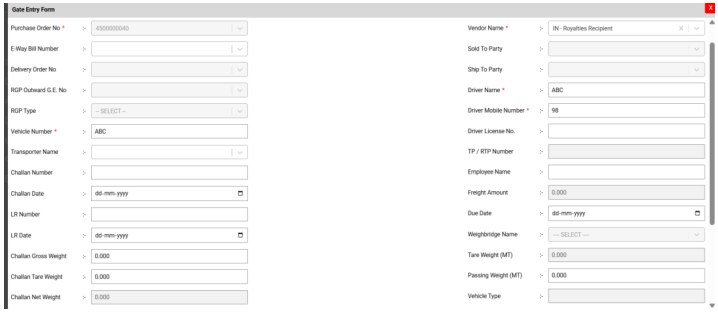 Gate Entry Form
X
Purchase Order No * :- 4500000040
E-Way Bill Number :-
Delivery Order No :-
RGP Outward G.E. No :-
RGP Type :- -- SELECT --
Vehicle Number * :- ABC
Transporter Name :-
Challan Number :-
Challan Date :- dd-mm-yyyy
LR Number :-
LR Date :- dd-mm-yyyy
Challan Gross Weight :- 0.000
Challan Tare Weight :- 0.000
Challan Net Weight :- 0.000
Vendor Name * :- IN - Royalties Recipient
Sold To Party :-
Ship To Party :-
Driver Name * :- ABC
Driver Mobile Number * :- 98
Driver License No. :-
TP / RTP Number :-
Employee Name :-
Freight Amount :- 0.000
Due Date :- dd-mm-yyyy
Weighbridge Name :- --- SELECT ---
Tare Weight (MT) :- 0.000
Passing Weight (MT) :- 0.000
Vehicle Type :-